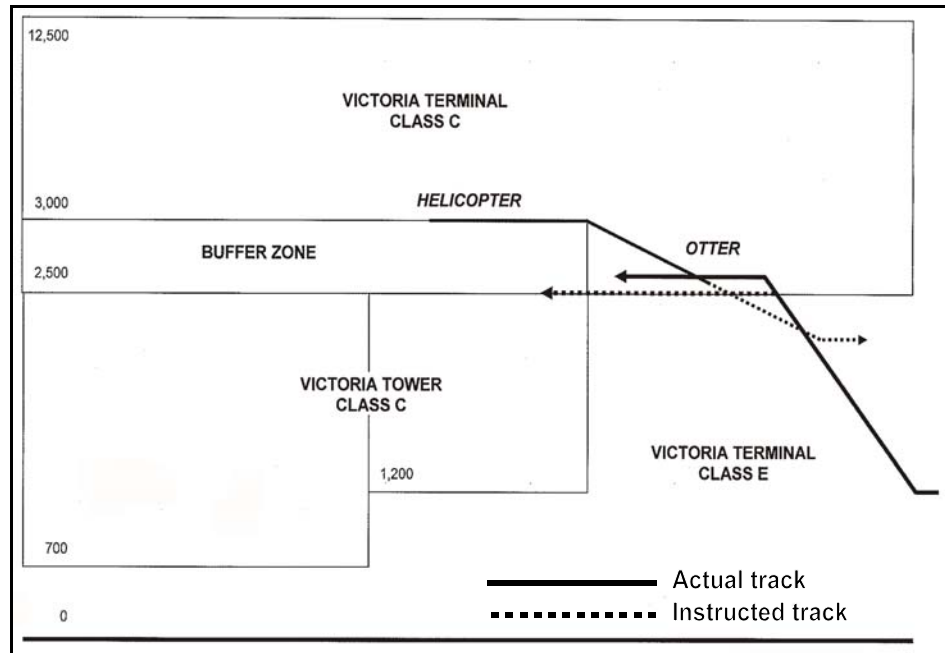 12,500
VICTORIA TERMINAL
CLASS C
HELICOPTER
3,000
OTTER
BUFFER ZONE
2,500
VICTORIA TOWER
CLASS C
VICTORIA TERMINAL
CLASS E
1,200
700
Actual track
0
Instructed track